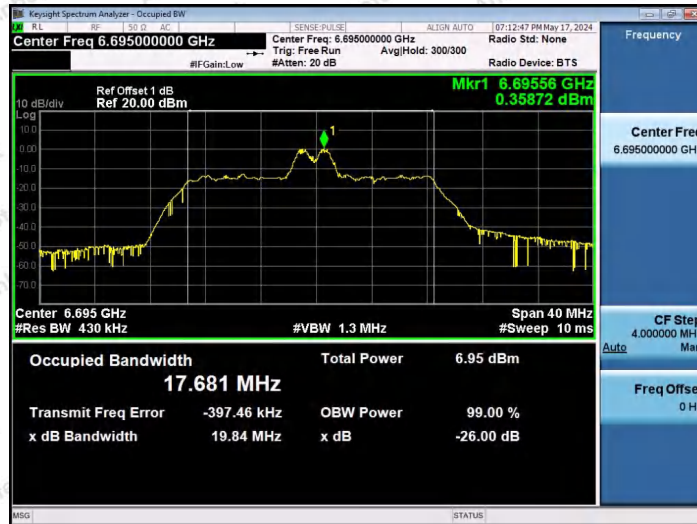 Keysight Spectrum Analyzer - Occupied BW
RL RF 50 Ω AC SENSE:PULSE ALIGN AUTO 07:12:47 PM May 17, 2024
Center Freq 6.695000000 GHz Center Freq: 6.695000000 GHz Radio Std: None Frequency
Trig: Free Run Avg|Hold: 300/300
#IFGain:Low #Atten: 20 dB Radio Device: BTS
Ref Offset 1 dB Mkr1 6.69556 GHz
10 dB/div Ref 20.00 dBm 0.35872 dBm
Log
10.0
1
0.00
-10.0
-20.0
-30.0
-40.0
-50.0
-60.0
-70.0
Center Freq
6.695000000 GH
Center 6.695 GHz Span 40 MHz
#Res BW 430 kHz #VBW 1.3 MHz #Sweep 10 ms
CF Step
4.000000 MH
Auto Ma
Occupied Bandwidth Total Power 6.95 dBm
17.681 MHz
Transmit Freq Error -397.46 kHz OBW Power 99.00 %
x dB Bandwidth 19.84 MHz x dB -26.00 dB
Freq Offse
0 H
MSG STATUS